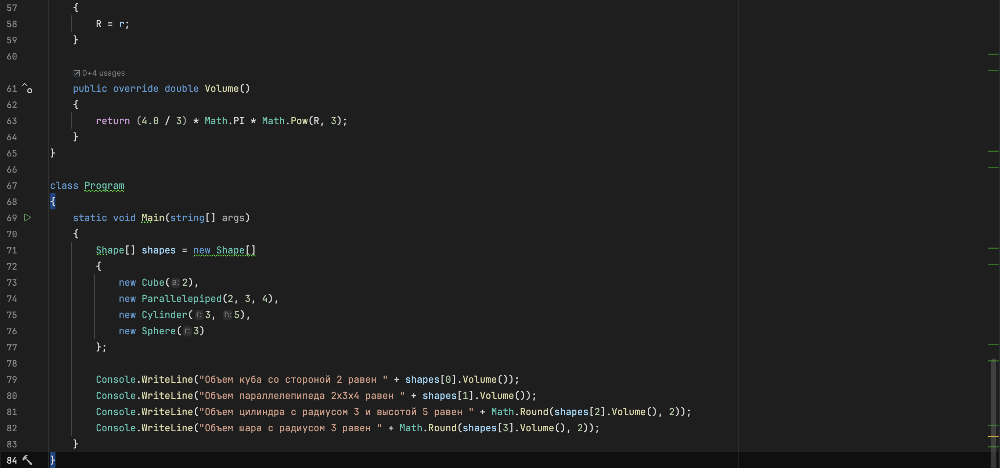 57 {
58 R = r;
59 }
60
0+4 usages
61 public override double Volume()
62 {
63 return (4.0 / 3) * Math.PI * Math.Pow(R, 3);
64 }
65 }
66
67 class Program
68 {
69 static void Main(string[] args)
70 {
71 Shape[] shapes = new Shape[]
72 {
73 new Cube(a: 2),
74 new Parallelepiped(2, 3, 4),
75 new Cylinder(r: 3, h: 5),
76 new Sphere(r: 3)
77 };
78
79 Console.WriteLine("Объем куба со стороной 2 равен " + shapes[0].Volume());
80 Console.WriteLine("Объем параллелепипеда 2x3x4 равен " + shapes[1].Volume());
81 Console.WriteLine("Объем цилиндра с радиусом 3 и высотой 5 равен " + Math.Round(shapes[2].Volume(), 2));
82 Console.WriteLine("Объем шара с радиусом 3 равен " + Math.Round(shapes[3].Volume(), 2));
83 }
84 }